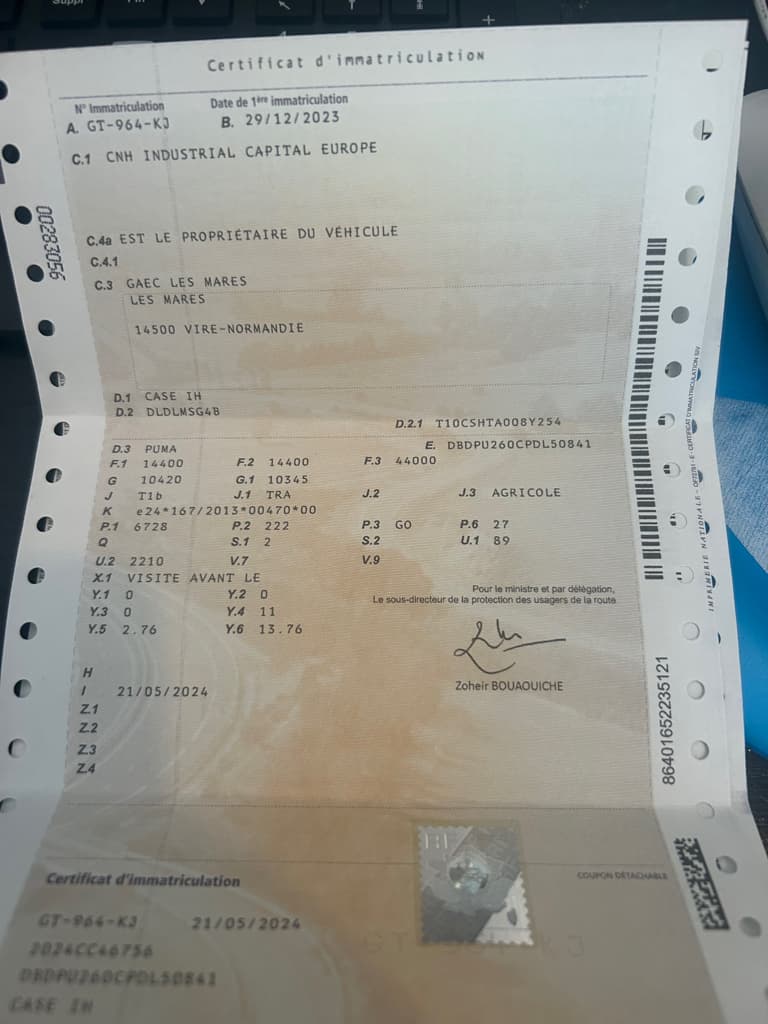 Certificat d'immatriculation
N° Immatriculation Date de 1ère immatriculation
A. GT-964-KJ B. 29/12/2023
C.1 CNH INDUSTRIAL CAPITAL EUROPE
C.4a EST LE PROPRIÉTAIRE DU VÉHICULE
C.4.1
C.3 GAEC LES MARES
LES MARES
14500 VIRE-NORMANDIE
D.1 CASE IH
D.2 DLDLMSG4B
D.2.1 T10CSHTA008Y254
D.3 PUMA E. DBDPU260CPDL50841
F.1 14400 F.2 14400 F.3 44000
G 10420 G.1 10345
J T1b J.1 TRA J.2 J.3 AGRICOLE
K e24*167/2013*00470*00
P.1 6728 P.2 222 P.3 GO P.6 27
Q S.1 2 S.2 U.1 89
U.2 2210 V.7 V.9
X.1 VISITE AVANT LE
Y.1 0 Y.2 0
Y.3 0 Y.4 11
Y.5 2.76 Y.6 13.76
Pour le ministre et par délégation,
Le sous-directeur de la protection des usagers de la route
Zoheir BOUAOUICHE
H
I 21/05/2024
Z.1
Z.2
Z.3
Z.4
00283056
86401652235121
Certificat d'immatriculation
COUPON DÉTACHABLE
GT-964-KJ 21/05/2024
2024CC46756
DBDPU260CPDL50841
CASE IH